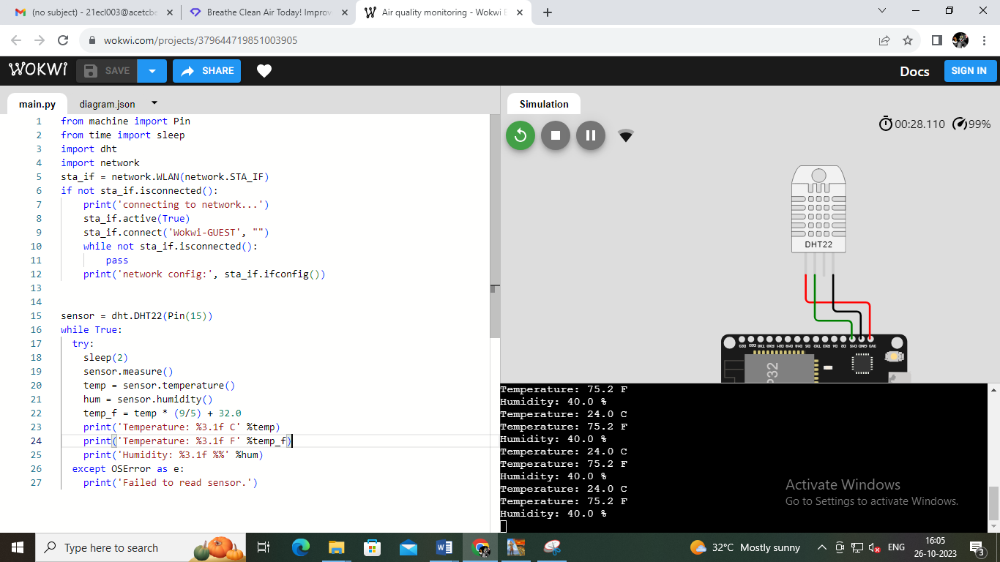 (no subject) - 21ecl003@acetcbe
Breathe Clean Air Today! Improv
Air quality monitoring - Wokwi E
wokwi.com/projects/379644719851003905
WOKWI
SAVE
SHARE
Docs
SIGN IN
main.py
diagram.json
1 from machine import Pin
2 from time import sleep
3 import dht
4 import network
5 sta_if = network.WLAN(network.STA_IF)
6 if not sta_if.isconnected():
7 print('connecting to network...')
8 sta_if.active(True)
9 sta_if.connect('Wokwi-GUEST', "")
10 while not sta_if.isconnected():
11 pass
12 print('network config:', sta_if.ifconfig())
13
14
15 sensor = dht.DHT22(Pin(15))
16 while True:
17 try:
18 sleep(2)
19 sensor.measure()
20 temp = sensor.temperature()
21 hum = sensor.humidity()
22 temp_f = temp * (9/5) + 32.0
23 print('Temperature: %3.1f C' %temp)
24 print('Temperature: %3.1f F' %temp_f)
25 print('Humidity: %3.1f %%' %hum)
26 except OSError as e:
27 print('Failed to read sensor.')
Simulation
00:28.110
99%
DHT22
P32
Temperature: 75.2 F
Humidity: 40.0 %
Temperature: 24.0 C
Temperature: 75.2 F
Humidity: 40.0 %
Temperature: 24.0 C
Temperature: 75.2 F
Humidity: 40.0 %
Temperature: 24.0 C
Temperature: 75.2 F
Humidity: 40.0 %
Activate Windows
Go to Settings to activate Windows.
Type here to search
32°C Mostly sunny
ENG
16:05
26-10-2023
3